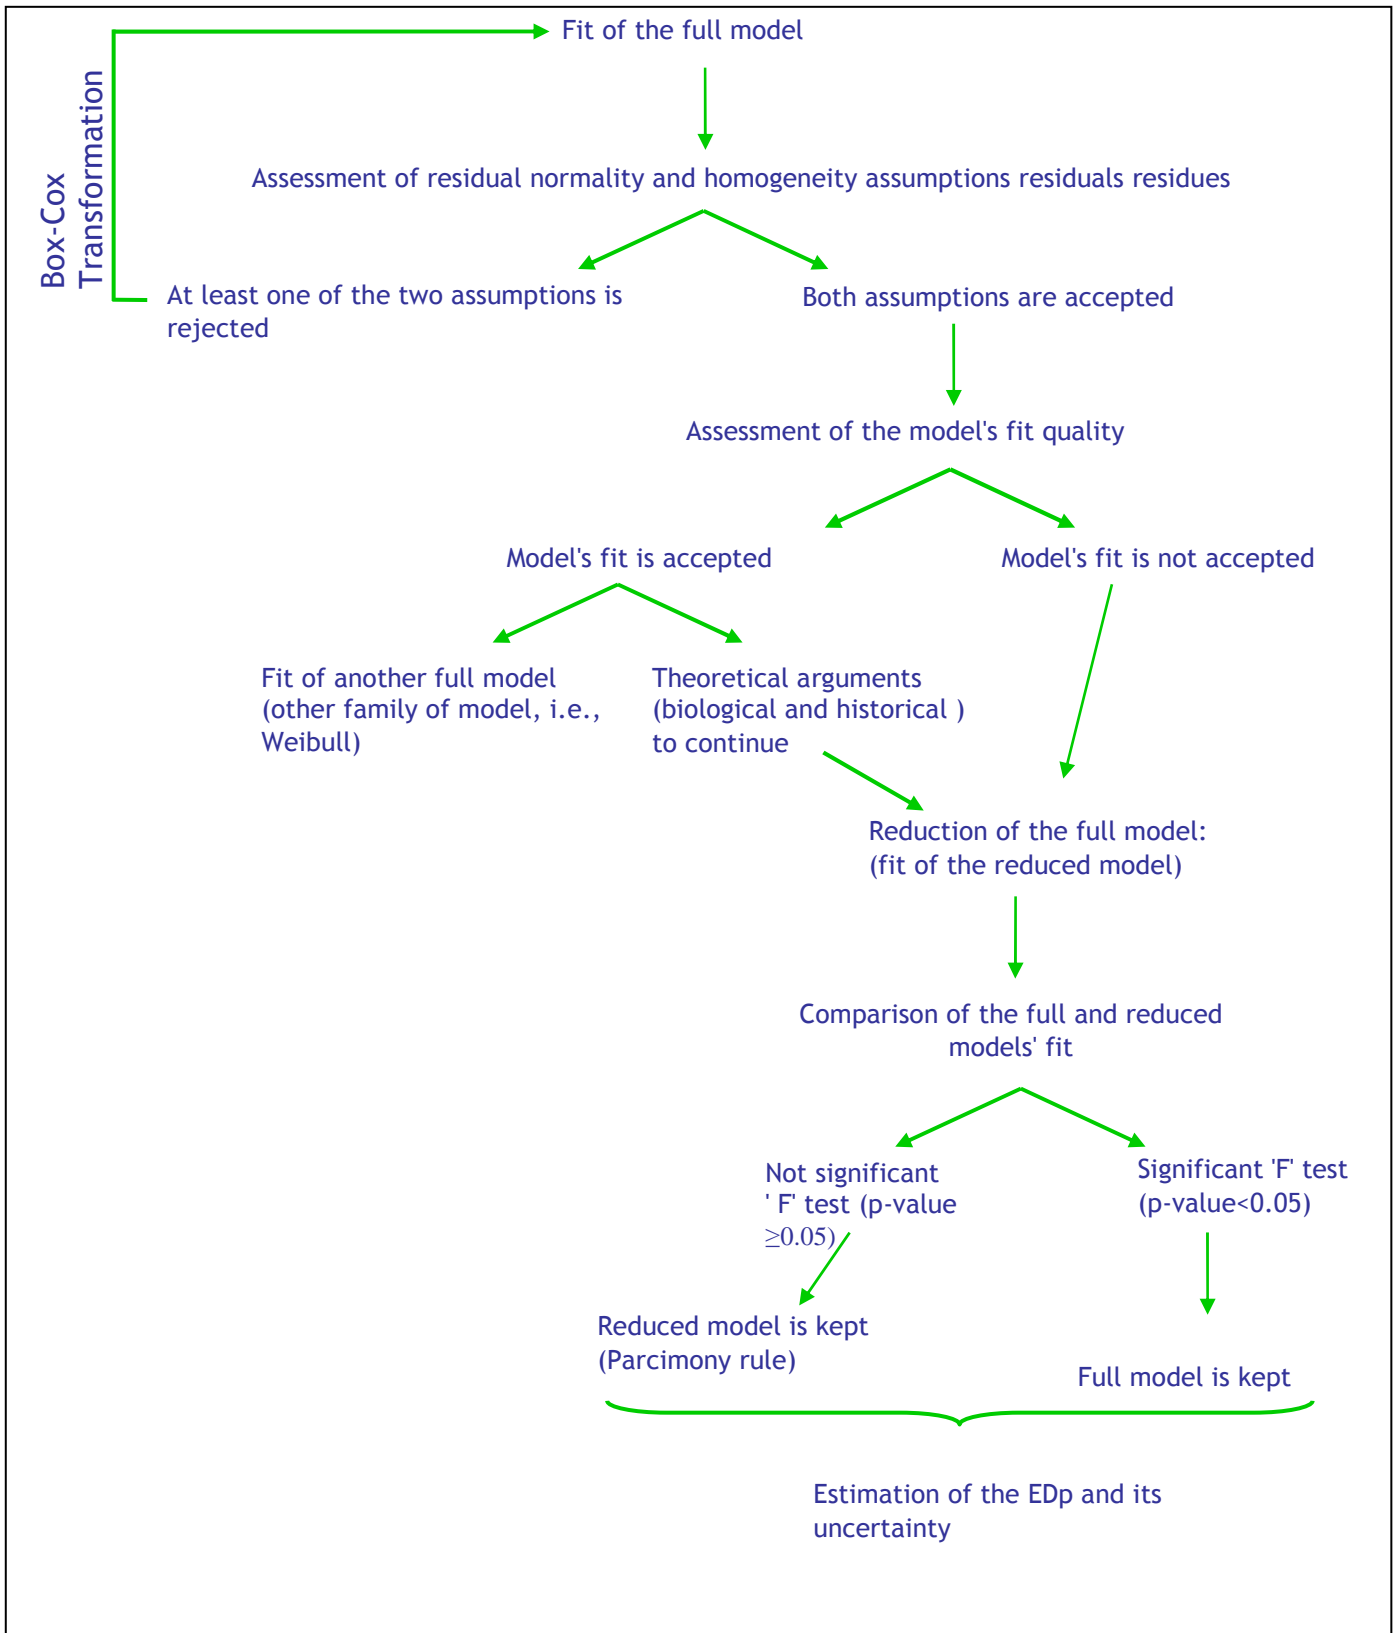 Fit of the full model
Box-Cox
Transformation
Assessment of residual normality and homogeneity assumptions residuals residues
At least one of the two assumptions is
rejected
Both assumptions are accepted
Assessment of the model's fit quality
Model's fit is accepted
Model's fit is not accepted
Fit of another full model
(other family of model, i.e.,
Weibull)
Theoretical arguments
(biological and historical )
to continue
Reduction of the full model:
(fit of the reduced model)
Comparison of the full and reduced
models' fit
Not significant
' F' test (p-value
≥0.05)
Significant 'F' test
(p-value<0.05)
Reduced model is kept
(Parcimony rule)
Full model is kept
Estimation of the EDp and its
uncertainty